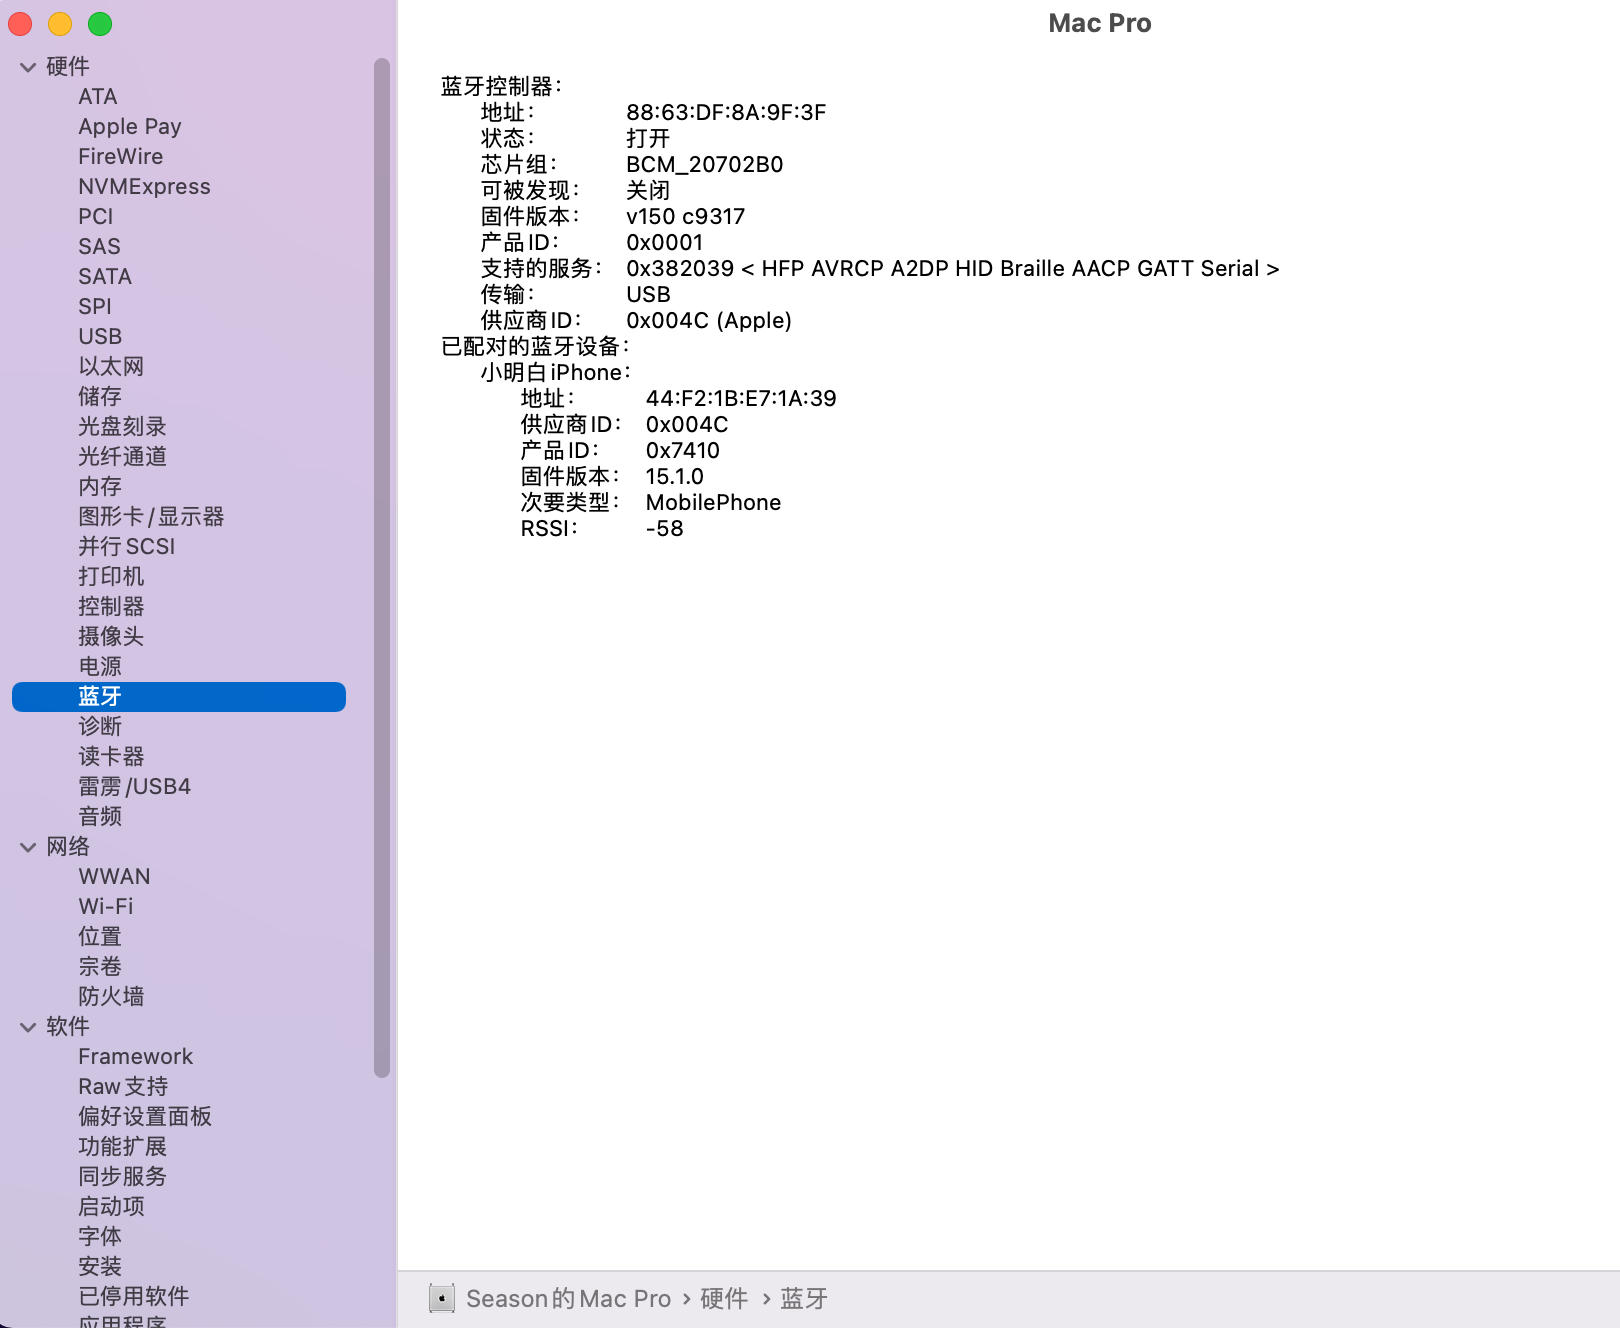 Mac Pro
硬件
ATA
Apple Pay
FireWire
NVMExpress
PCI
SAS
SATA
SPI
USB
以太网
储存
光盘刻录
光纤通道
内存
图形卡/显示器
并行SCSI
打印机
控制器
摄像头
电源
蓝牙
诊断
读卡器
雷雳/USB4
音频
网络
WWAN
Wi-Fi
位置
宗卷
防火墙
软件
Framework
Raw支持
偏好设置面板
功能扩展
同步服务
启动项
字体
安装
已停用软件
应用程序
蓝牙控制器：
地址： 88:63:DF:8A:9F:3F
状态： 打开
芯片组： BCM_20702B0
可被发现： 关闭
固件版本： v150 c9317
产品ID： 0x0001
支持的服务： 0x382039 < HFP AVRCP A2DP HID Braille AACP GATT Serial >
传输： USB
供应商ID： 0x004C (Apple)
已配对的蓝牙设备：
小明白iPhone：
地址： 44:F2:1B:E7:1A:39
供应商ID： 0x004C
产品ID： 0x7410
固件版本： 15.1.0
次要类型： MobilePhone
RSSI： -58
Season的Mac Pro › 硬件 › 蓝牙